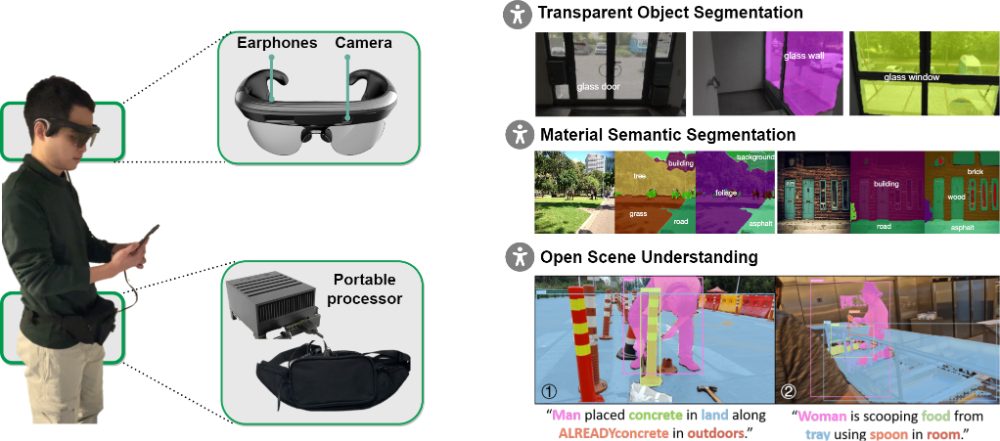 Earphones Camera
Portable
processor
Transparent Object Segmentation
glass door
glass wall
glass window
Material Semantic Segmentation
tree
building
background
foliage
grass
road
asphalt
building
brick
wood
road
asphalt
Open Scene Understanding
①
②
“Man placed concrete in land along
ALREADYconcrete in outdoors.”
“Woman is scooping food from
tray using spoon in room.”